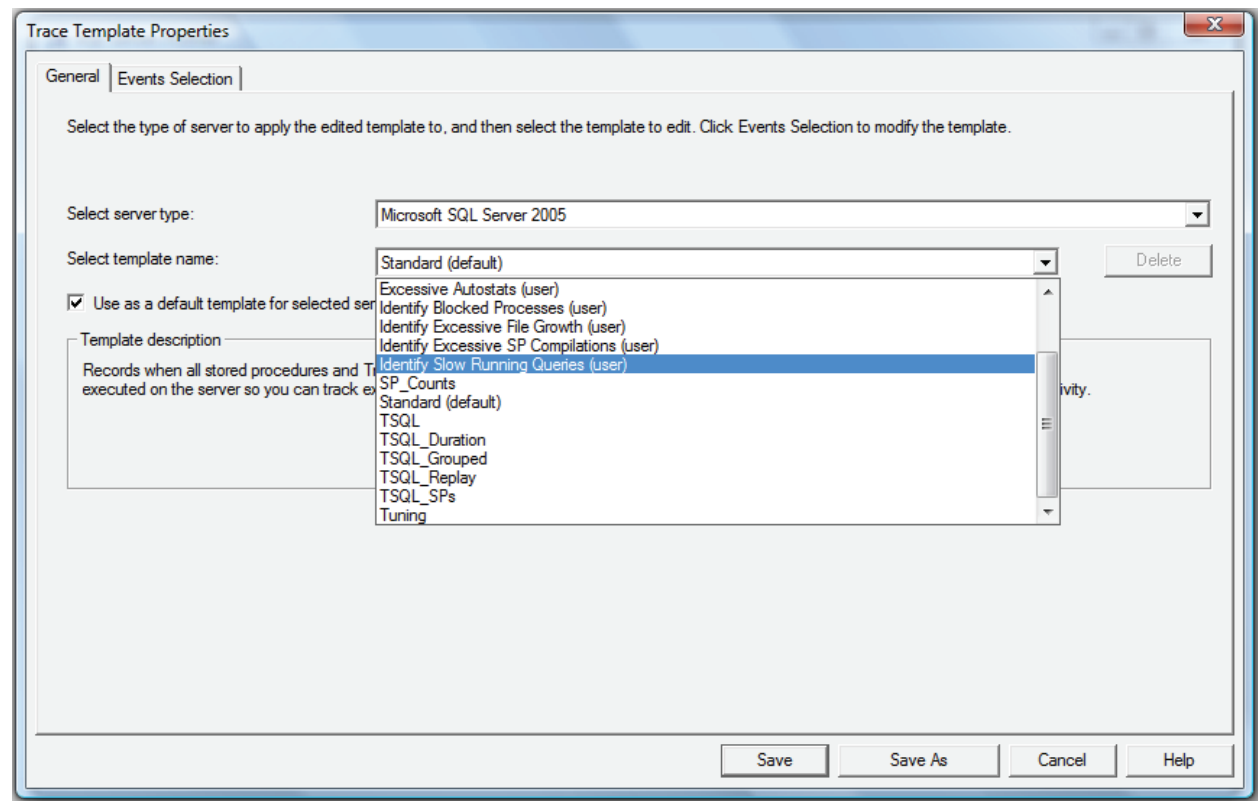 Trace Template Properties
General
Events Selection
Select the type of server to apply the edited template to, and then select the template to edit. Click Events Selection to modify the template.
Select server type:
Microsoft SQL Server 2005
Select template name:
Standard (default)
Delete
Use as a default template for selected ser
Excessive Autostats (user)
Identify Blocked Processes (user)
Identify Excessive File Growth (user)
Identify Excessive SP Compilations (user)
Identify Slow Running Queries (user)
SP_Counts
Standard (default)
TSQL
TSQL_Duration
TSQL_Grouped
TSQL_Replay
TSQL_SPs
Tuning
Template description
Records when all stored procedures and T
executed on the server so you can track ex
ivity.
Save
Save As
Cancel
Help